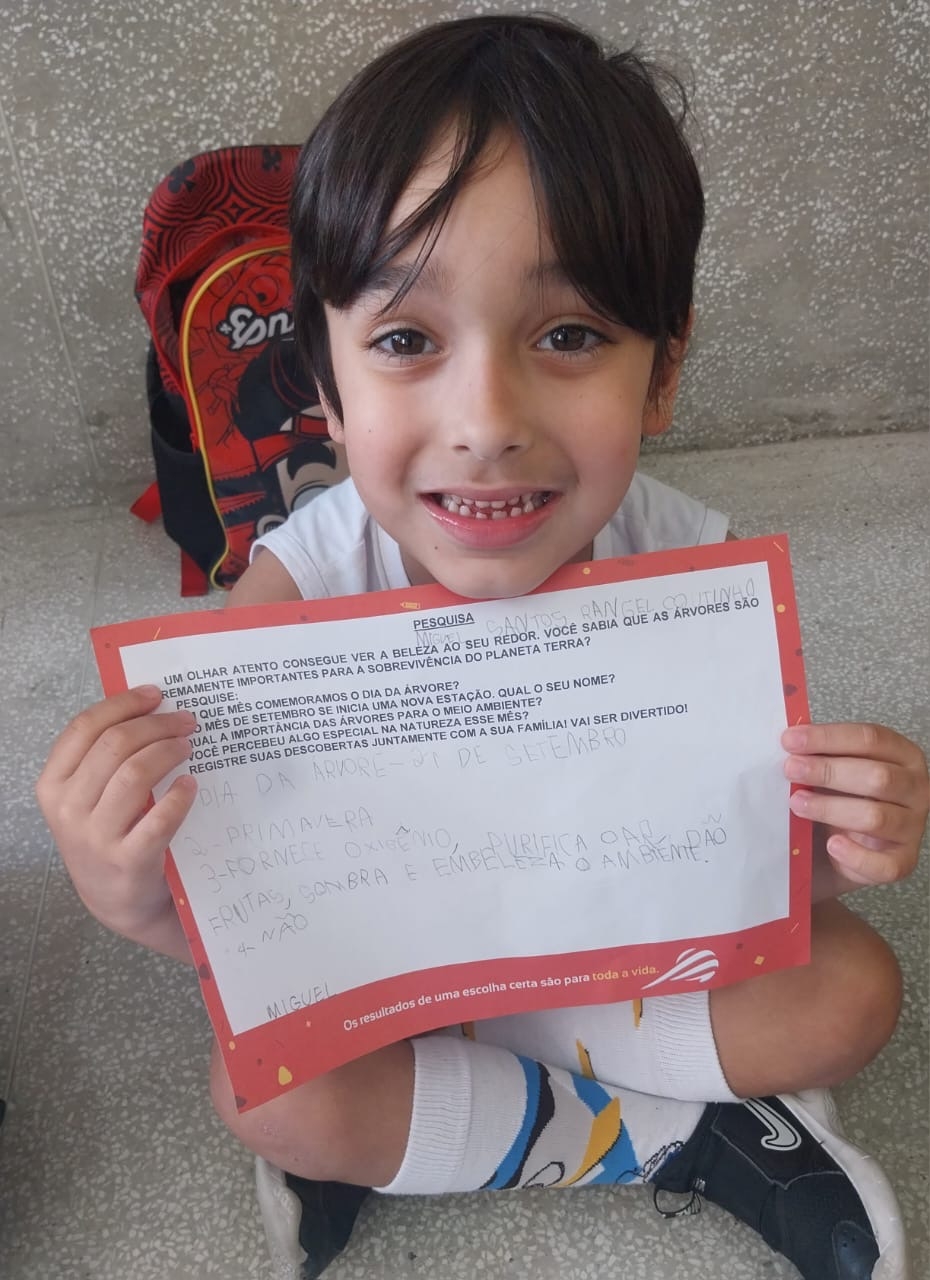 PESQUISA
MIGUEL SANTOS RANGEL COUTINHO
UM OLHAR ATENTO CONSEGUE VER A BELEZA AO SEU REDOR. VOCÊ SABIA QUE AS ÁRVORES SÃO
REMAMENTE IMPORTANTES PARA A SOBREVIVÊNCIA DO PLANETA TERRA?
PESQUISE:
QUE MÊS COMEMORAMOS O DIA DA ÁRVORE?
O MÊS DE SETEMBRO SE INICIA UMA NOVA ESTAÇÃO. QUAL O SEU NOME?
UAL A IMPORTÂNCIA DAS ÁRVORES PARA O MEIO AMBIENTE?
VOCÊ PERCEBEU ALGO ESPECIAL NA NATUREZA ESSE MÊS?
REGISTRE SUAS DESCOBERTAS JUNTAMENTE COM A SUA FAMÍLIA! VAI SER DIVERTIDO!
DIA DA ÁRVORE - 21 DE SETEMBRO
2 - PRIMAVERA
3 - FORNECE OXIGÊNIO, PURIFICA O AR, DÃO
FRUTAS, SOMBRA E EMBELEZA O AMBIENTE.
4 - NÃO
MIGUEL
Os resultados de uma escolha certa são para toda a vida.